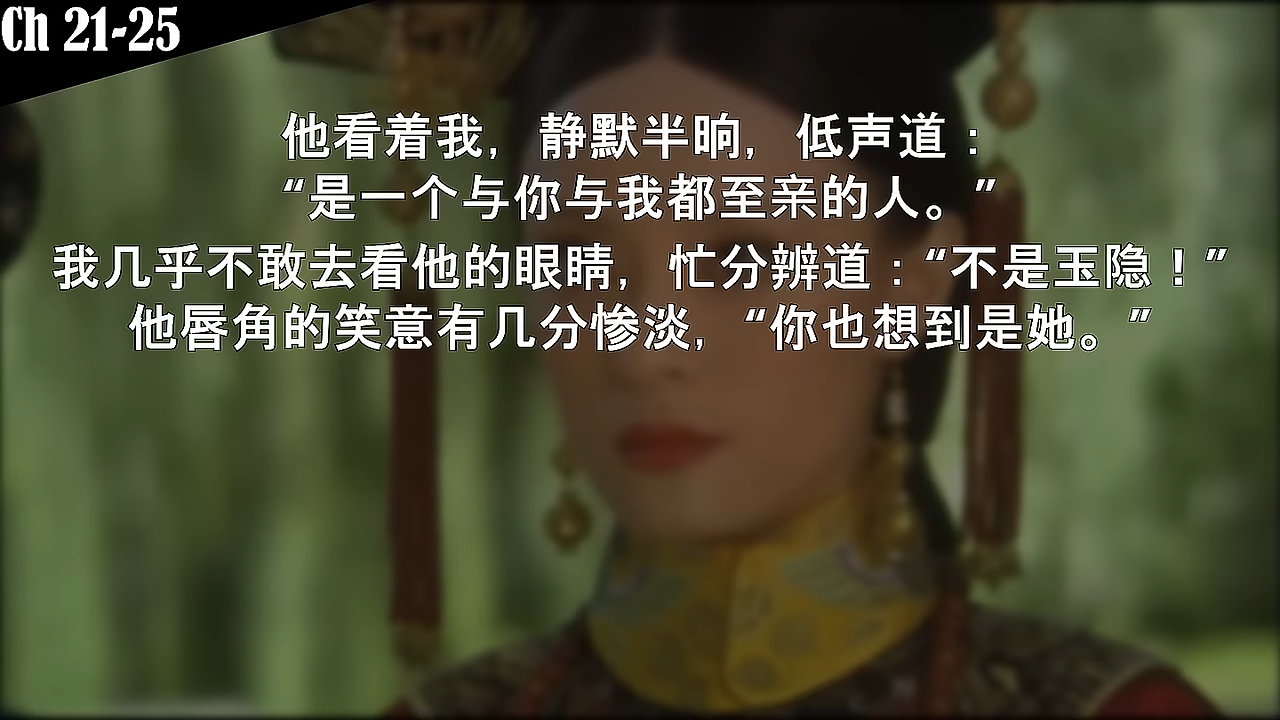 Ch 21-25
他看着我，静默半晌，低声道：
“是一个与你与我都至亲的人。”
我几乎不敢去看他的眼睛，忙分辨道：“不是玉隐！”
他唇角的笑意有几分惨淡，“你也想到是她。”